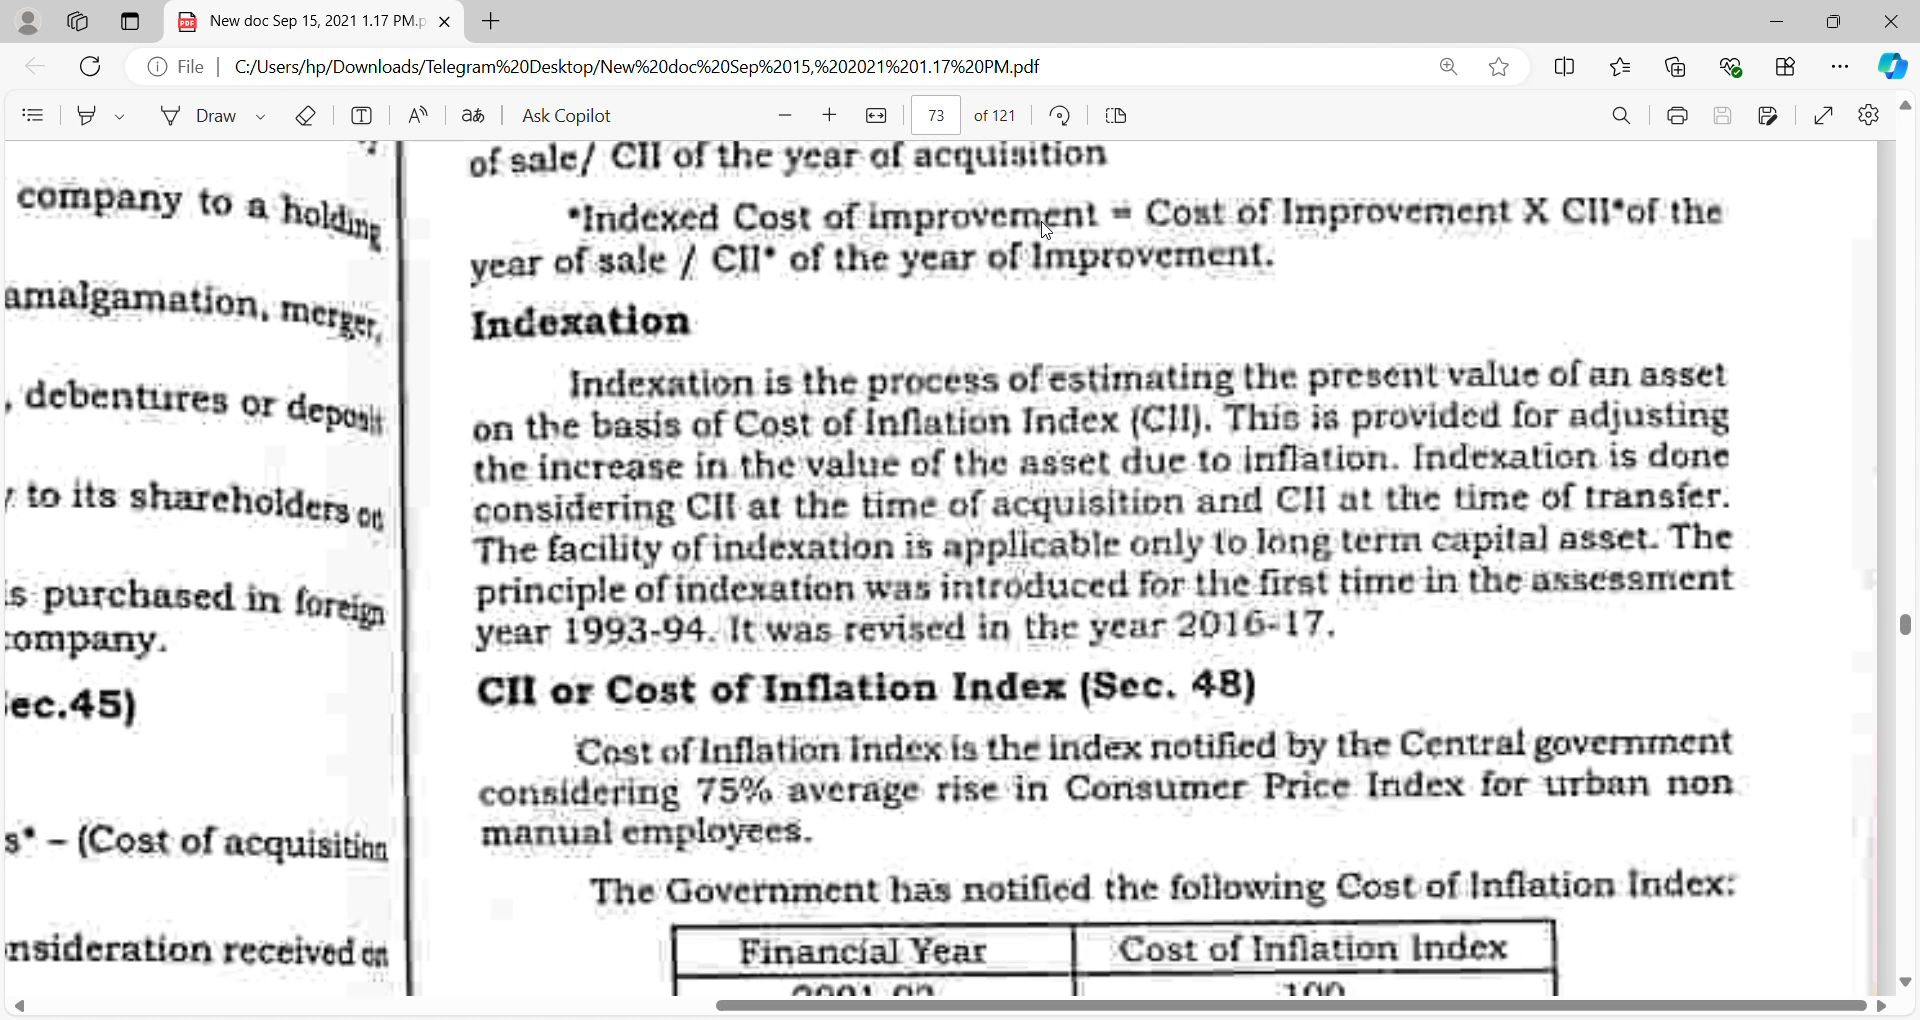 New doc Sep 15, 2021 1.17 PM.p
File
C:/Users/hp/Downloads/Telegram%20Desktop/New%20doc%20Sep%2015,%202021%201.17%20PM.pdf
Draw
Ask Copilot
73 of 121
company to a holding
amalgamation, merger,
, debentures or deposit
to its shareholders on
s purchased in foreign
company.
ec.45)
s* – (Cost of acquisition
nsideration received on
of sale/ CII of the year of acquisition
*Indexed Cost of improvement = Cost of Improvement X CII*of the
year of sale / CII* of the year of Improvement.
Indexation
Indexation is the process of estimating the present value of an asset
on the basis of Cost of Inflation Index (CII). This is provided for adjusting
the increase in the value of the asset due to inflation. Indexation is done
considering CII at the time of acquisition and CII at the time of transfer.
The facility of indexation is applicable only to long term capital asset. The
principle of indexation was introduced for the first time in the assessment
year 1993-94. It was revised in the year 2016-17.
CII or Cost of Inflation Index (Sec. 48)
Cost of Inflation Index is the index notified by the Central government
considering 75% average rise in Consumer Price Index for urban non
manual employees.
The Government has notified the following Cost of Inflation Index:
Financial Year Cost of Inflation Index